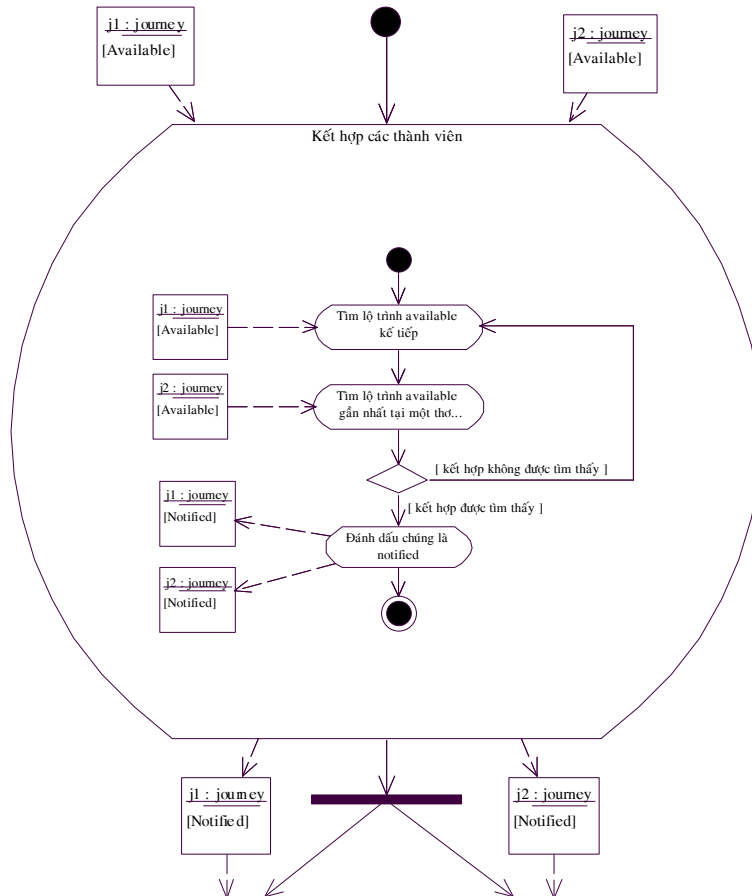 j1 : journey
[Available]
j2 : journey
[Available]
Kết hợp các thành viên
j1 : journey
[Available]
Tìm lộ trình available
kế tiếp
j2 : journey
[Available]
Tìm lộ trình available
gần nhất tại một thơ...
[ kết hợp không được tìm thấy ]
[ kết hợp được tìm thấy ]
j1 : journey
[Notified]
Đánh dấu chúng là
notified
j2 : journey
[Notified]
j1 : journey
[Notified]
j2 : journey
[Notified]